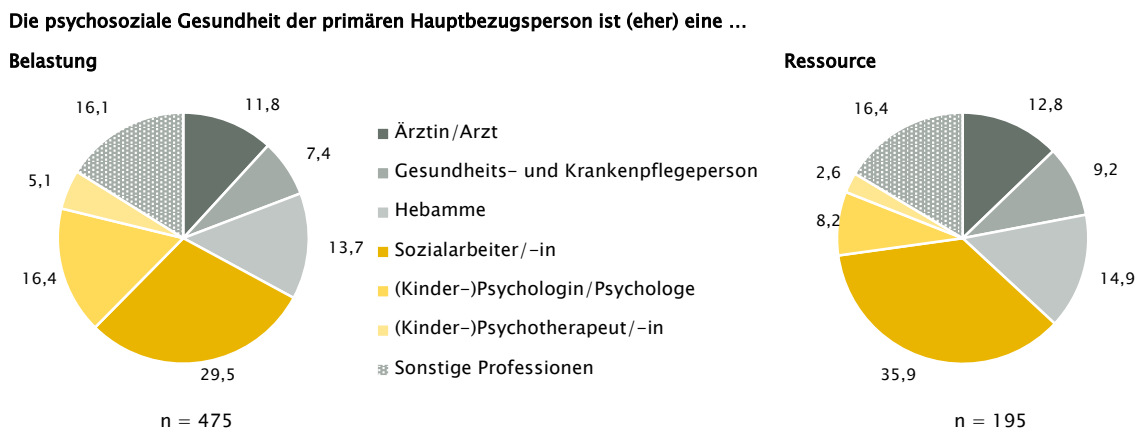 Die psychosoziale Gesundheit der primären Hauptbezugsperson ist (eher) eine …
Belastung
Ressource
16,1
11,8
7,4
5,1
13,7
16,4
29,5
n = 475
Ärztin/Arzt
Gesundheits- und Krankenpflegeperson
Hebamme
Sozialarbeiter/-in
(Kinder-)Psychologin/Psychologe
(Kinder-)Psychotherapeut/-in
Sonstige Professionen
16,4
12,8
2,6
9,2
8,2
14,9
35,9
n = 195